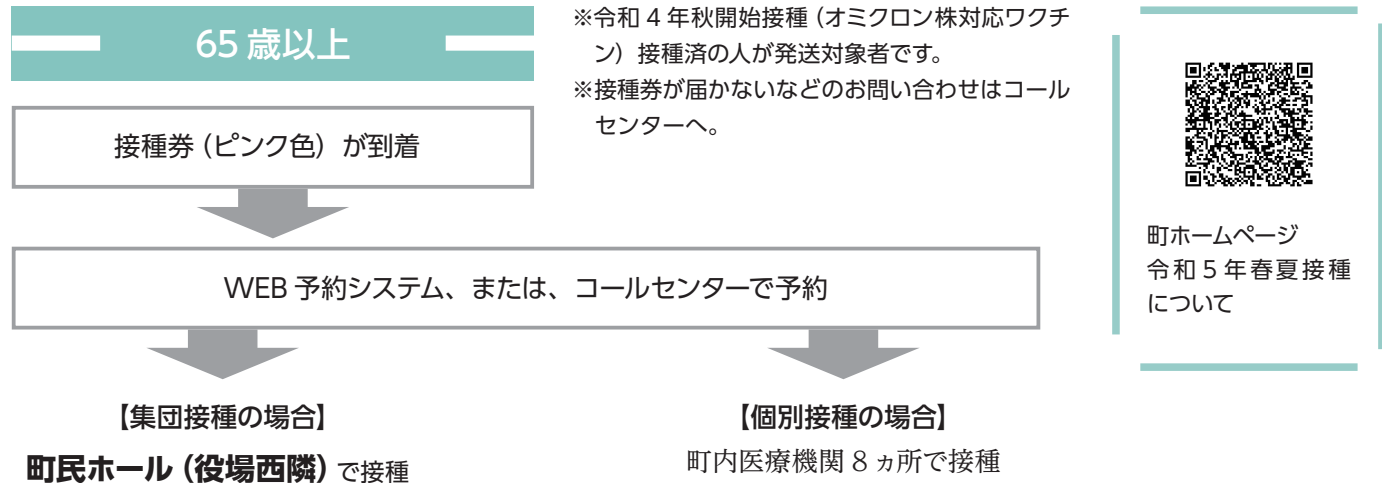 65 歳以上
※令和 4 年秋開始接種（オミクロン株対応ワクチ
ン）接種済の人が発送対象者です。
※接種券が届かないなどのお問い合わせはコール
センターへ。
接種券（ピンク色）が到着
WEB 予約システム、または、コールセンターで予約
【集団接種の場合】
町民ホール（役場西隣）で接種
【個別接種の場合】
町内医療機関 8 ヵ所で接種
町ホームページ
令和 5 年春夏接種
について